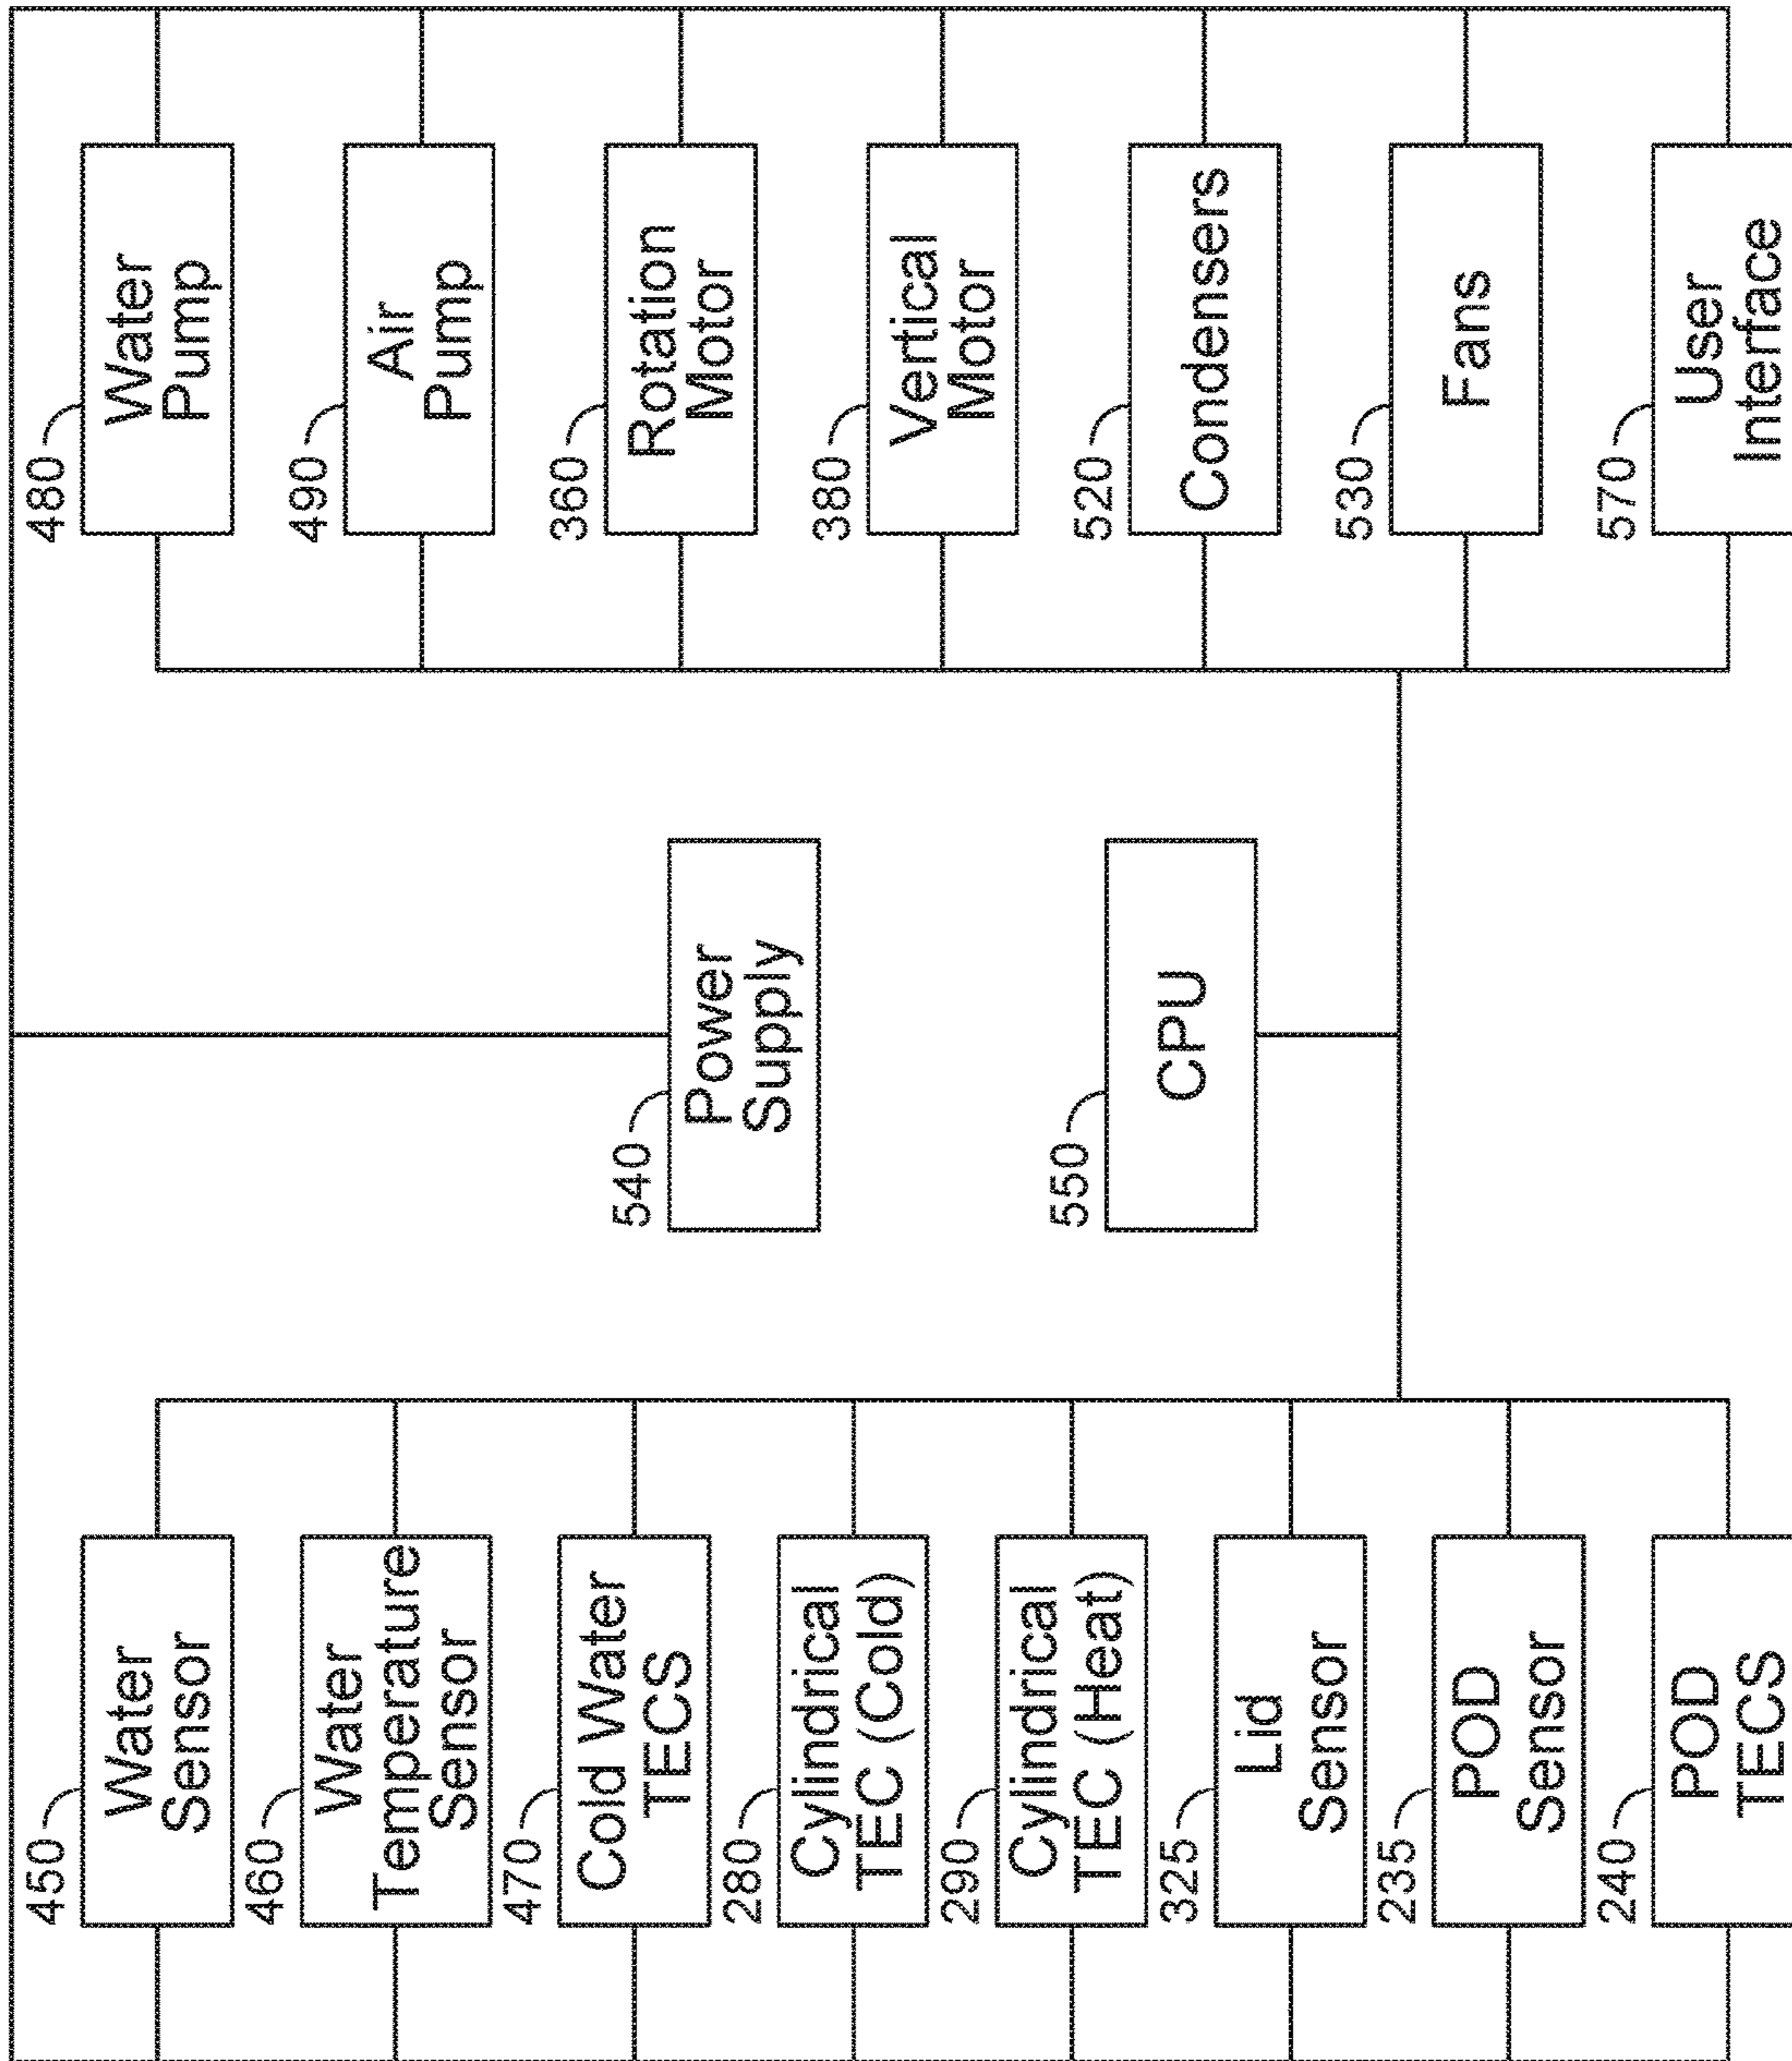 450
Water
Sensor
460
Water
Temperature
Sensor
470
Cold Water
TECS
280
Cylindrical
TEC (Cold)
290
Cylindrical
TEC (Heat)
325
Lid
Sensor
235
POD
Sensor
240
POD
TECS
540
Power
Supply
550
CPU
480
Water
Pump
490
Air
Pump
360
Rotation
Motor
380
Vertical
Motor
520
Condensers
530
Fans
570
User
Interface